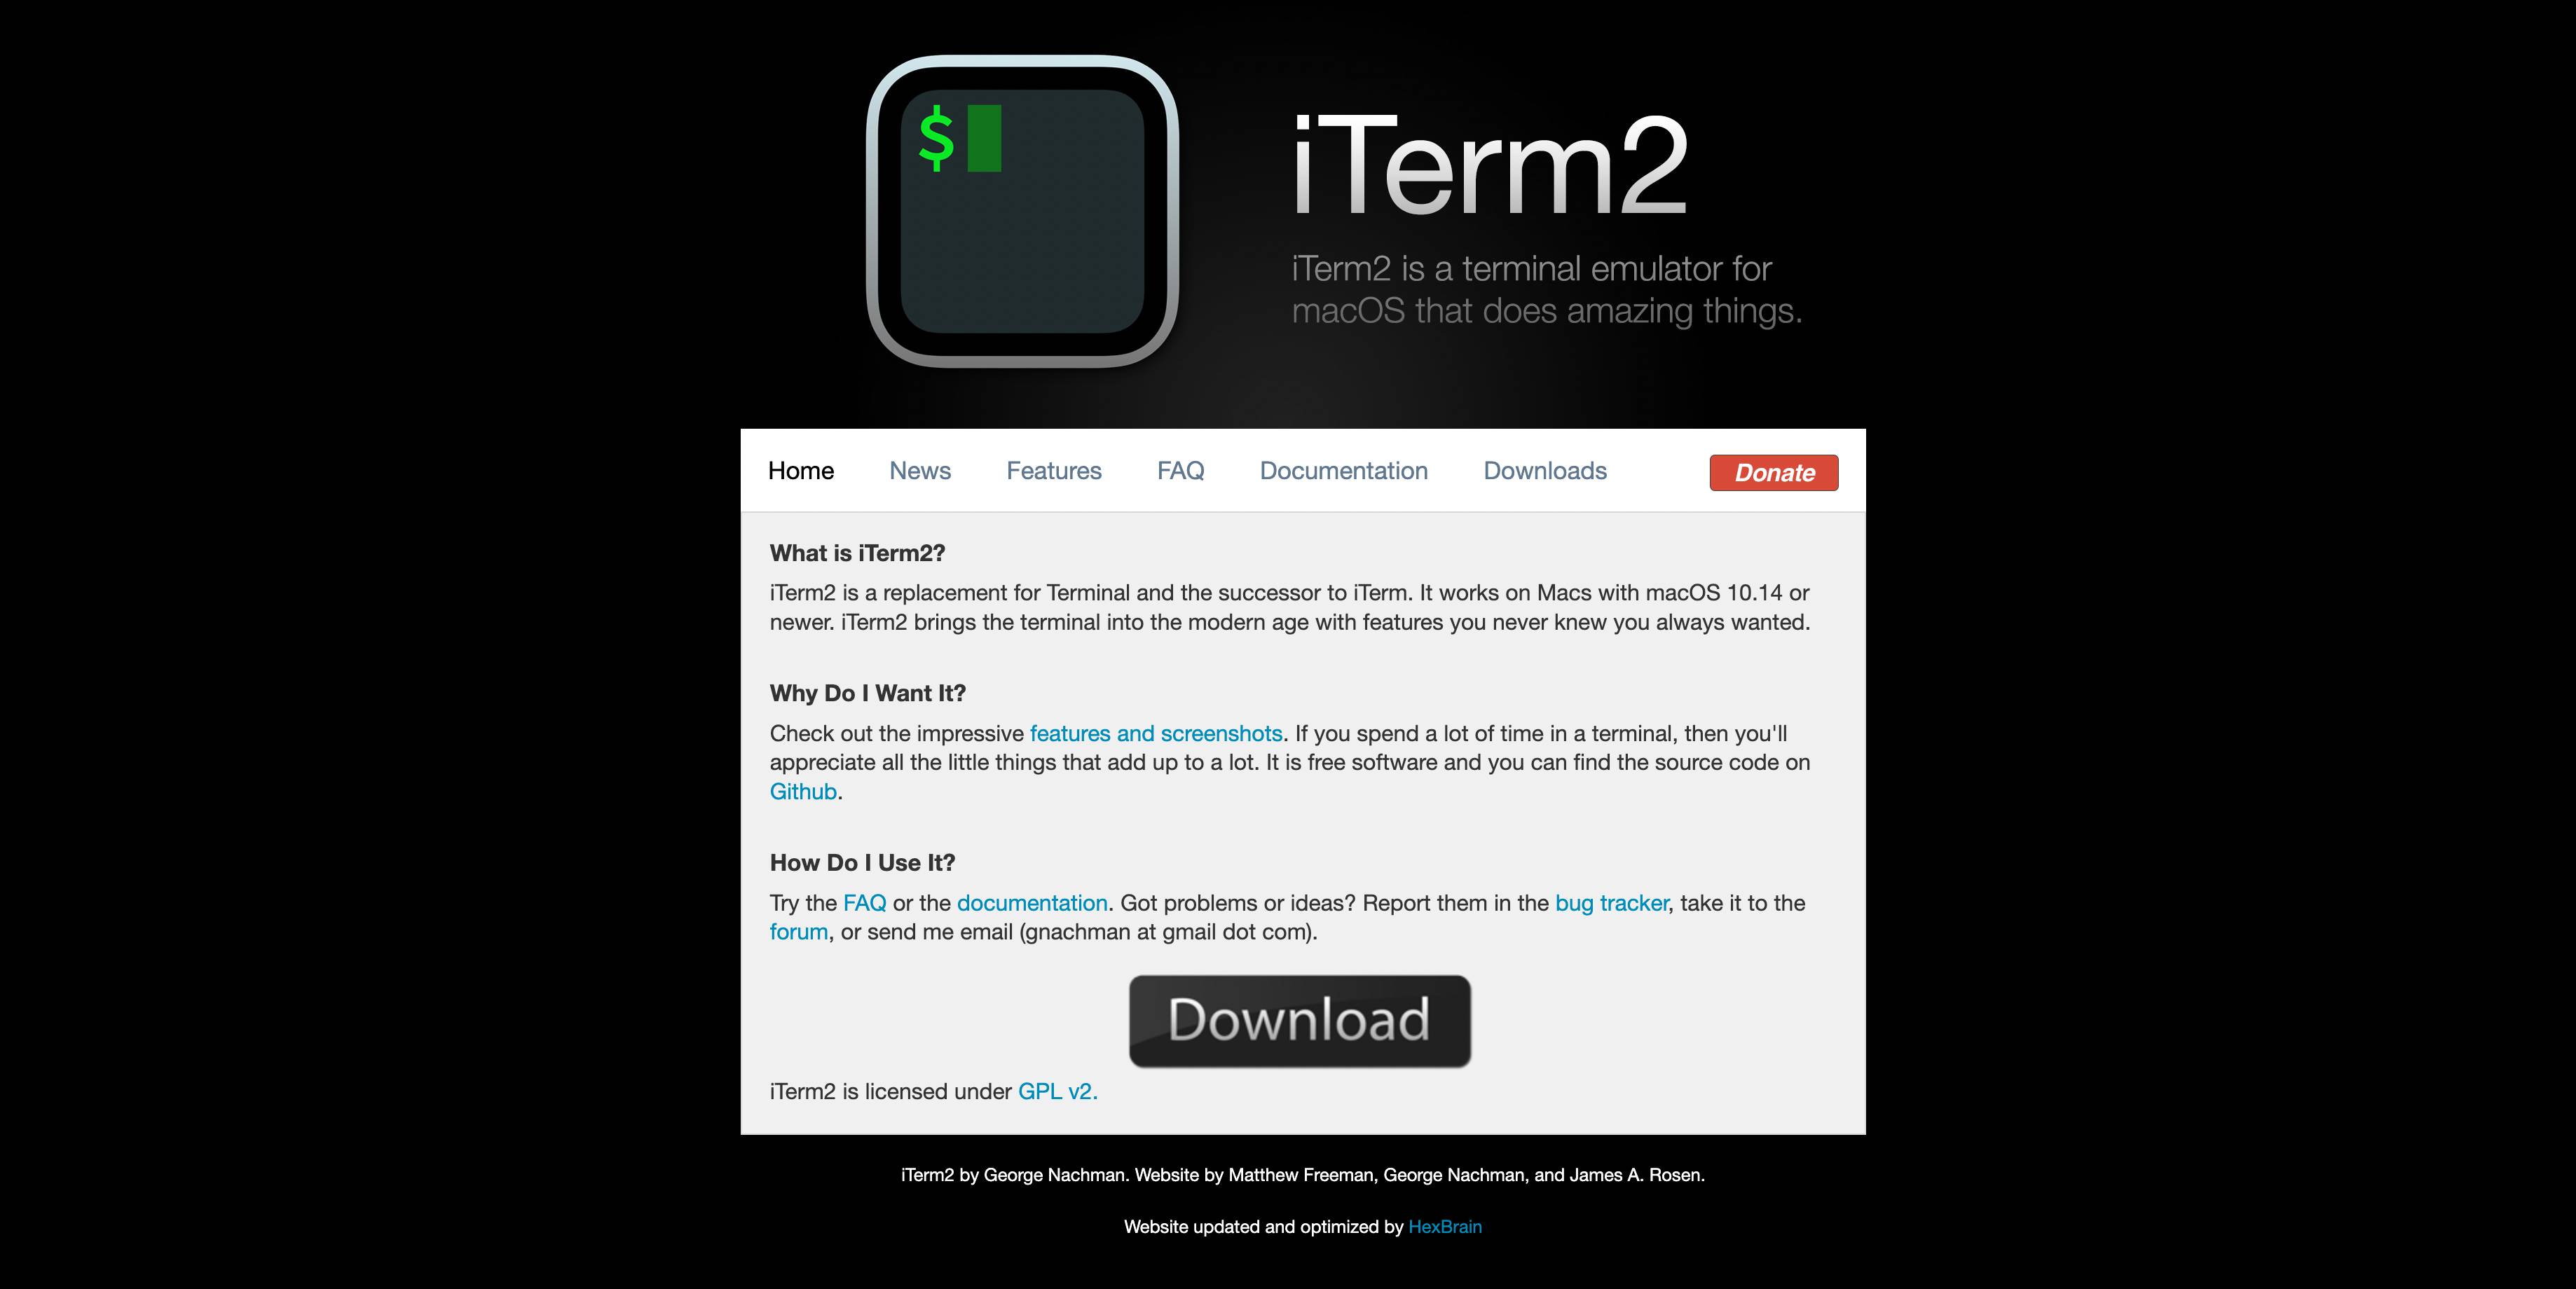 $
iTerm2
iTerm2 is a terminal emulator for
macOS that does amazing things.
Home News Features FAQ Documentation Downloads Donate
What is iTerm2?
iTerm2 is a replacement for Terminal and the successor to iTerm. It works on Macs with macOS 10.14 or
newer. iTerm2 brings the terminal into the modern age with features you never knew you always wanted.
Why Do I Want It?
Check out the impressive features and screenshots. If you spend a lot of time in a terminal, then you'll
appreciate all the little things that add up to a lot. It is free software and you can find the source code on
Github.
How Do I Use It?
Try the FAQ or the documentation. Got problems or ideas? Report them in the bug tracker, take it to the
forum, or send me email (gnachman at gmail dot com).
Download
iTerm2 is licensed under GPL v2.
iTerm2 by George Nachman. Website by Matthew Freeman, George Nachman, and James A. Rosen.
Website updated and optimized by HexBrain